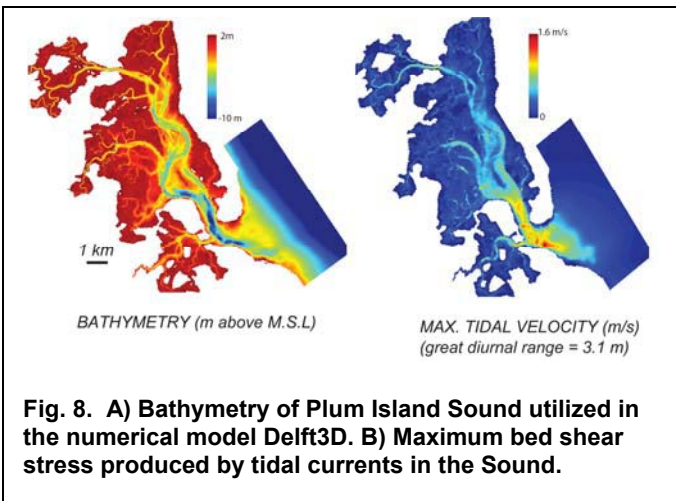 2m
-10 m
1.6 m/s
0
1 km
BATHYMETRY (m above M.S.L)
MAX. TIDAL VELOCITY (m/s)
(great diurnal range = 3.1 m)
Fig. 8. A) Bathymetry of Plum Island Sound utilized in
the numerical model Delft3D. B) Maximum bed shear
stress produced by tidal currents in the Sound.